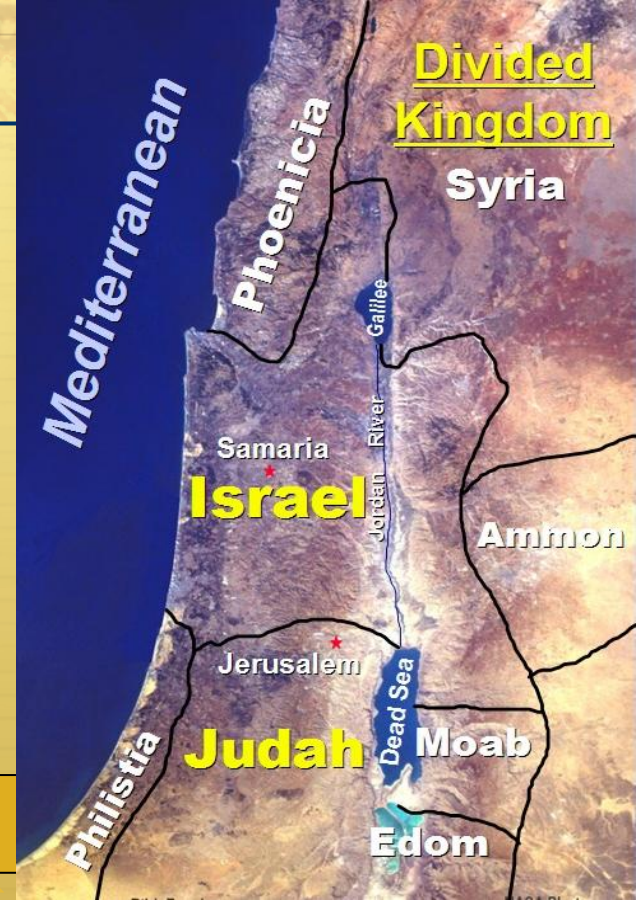 Divided
Kingdom
Syria
Phoenicia
Mediterranean
Galilee
Jordan River
Samaria
Israel
Ammon
Jerusalem
Dead Sea
Judah
Moab
Philistia
Edom